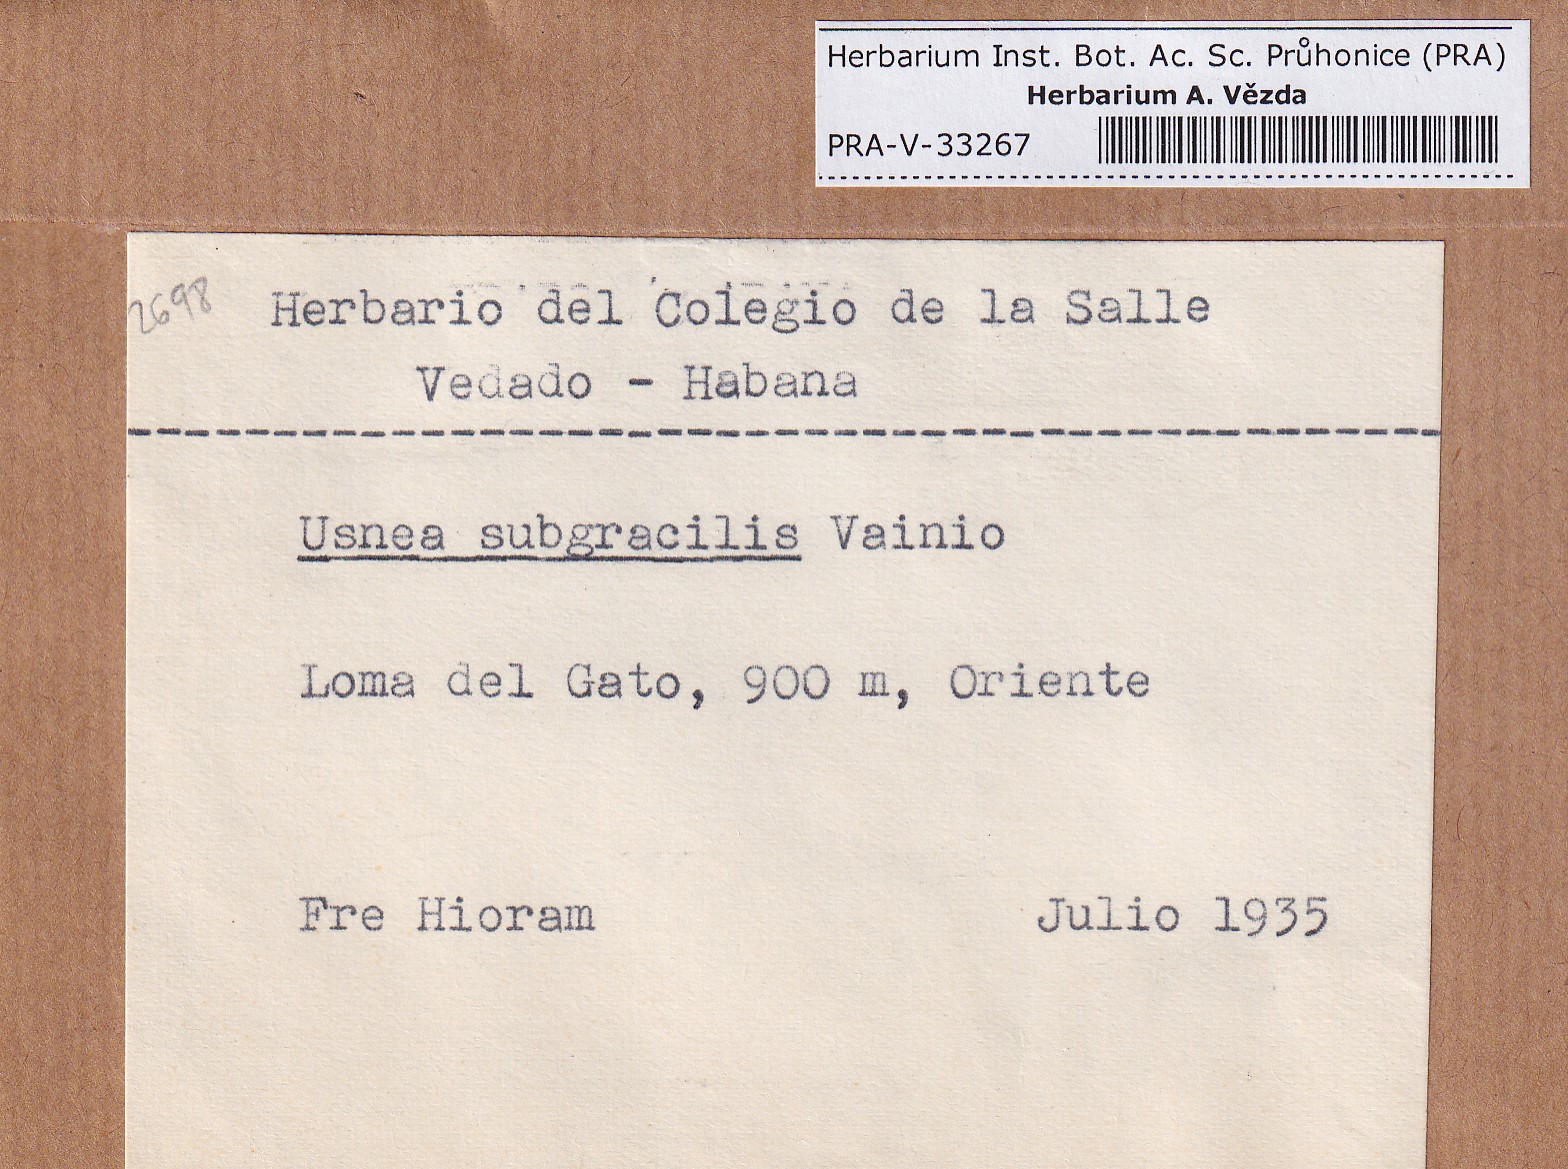 Herbarium Inst. Bot. Ac. Sc. Průhonice (PRA)
Herbarium A. Vězda
PRA-V-33267
2698
Herbario del Colegio de la Salle
Vedado - Habana
Usnea subgracilis Vainio
Loma del Gato, 900 m, Oriente
Fre Hioram Julio 1935